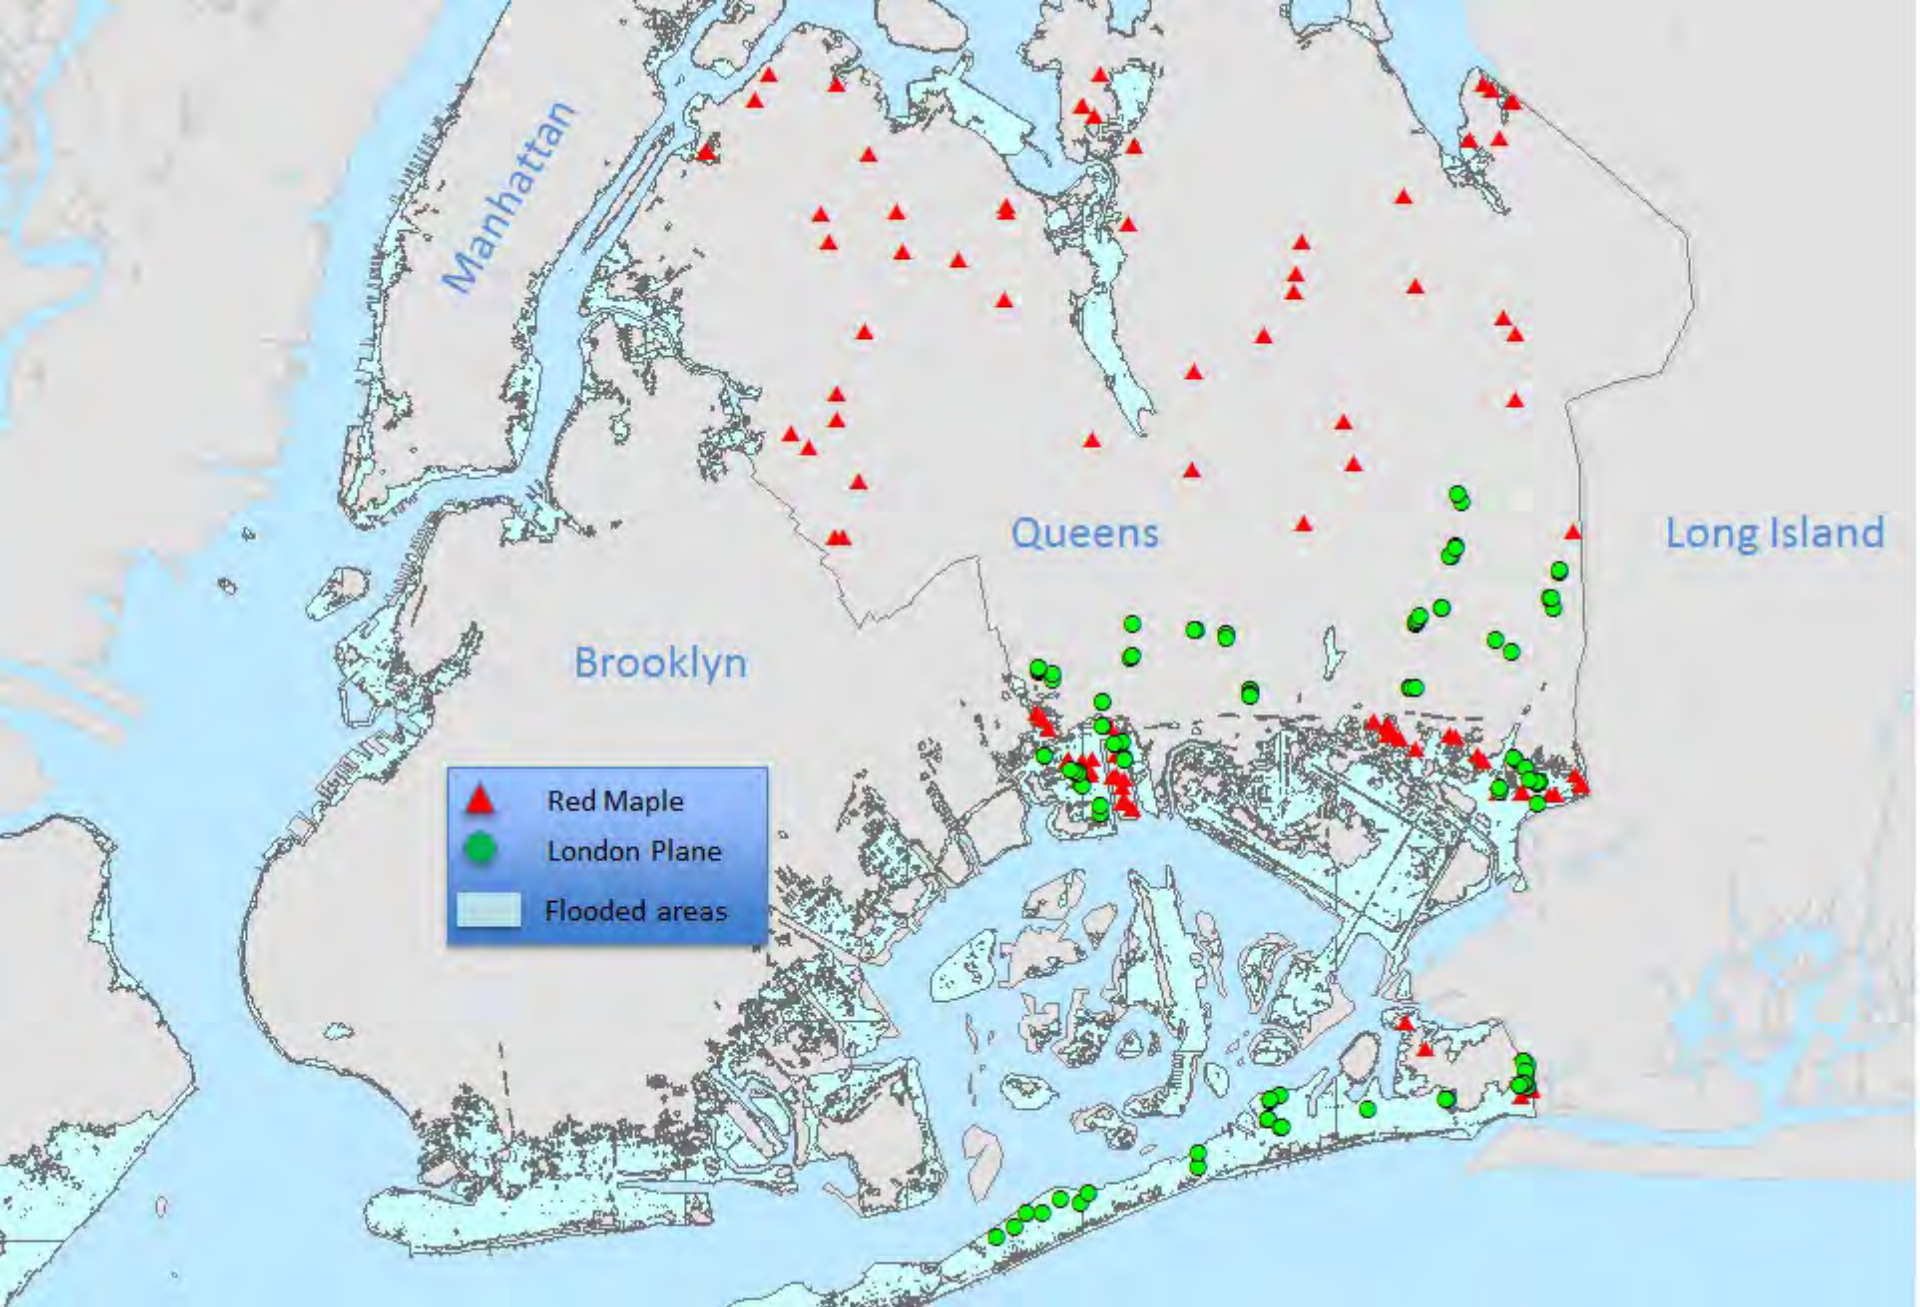 Manhattan
Queens
Long Island
Brooklyn
Red Maple
London Plane
Flooded areas